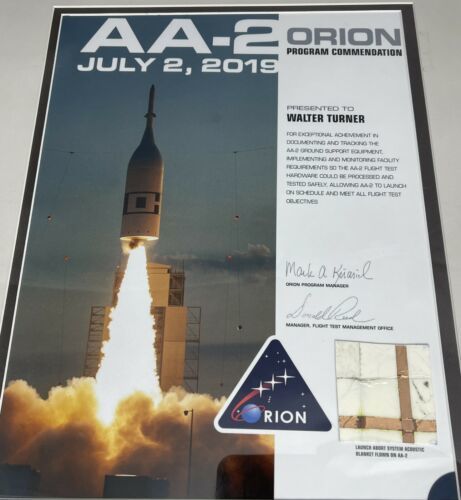 AA-2 ORION
JULY 2, 2019 PROGRAM COMMENDATION
PRESENTED TO
WALTER TURNER
FOR EXCEPTIONAL ACHIEVEMENT IN
DOCUMENTING AND TRACKING THE
AA-2 GROUND SUPPORT EQUIPMENT,
IMPLEMENTING AND MONITORING FACILITY
REQUIREMENTS SO THE AA-2 FLIGHT TEST
HARDWARE COULD BE PROCESSED AND
TESTED SAFELY, ALLOWING AA-2 TO LAUNCH
ON SCHEDULE AND MEET ALL FLIGHT TEST
OBJECTIVES
Mark A
ORION PROGRAM MANAGER
Donald Reed
MANAGER, FLIGHT TEST MANAGEMENT OFFICE
ORION
LAUNCH ABORT SYSTEM ACOUSTIC
BLANKET FLOWN ON AA-2